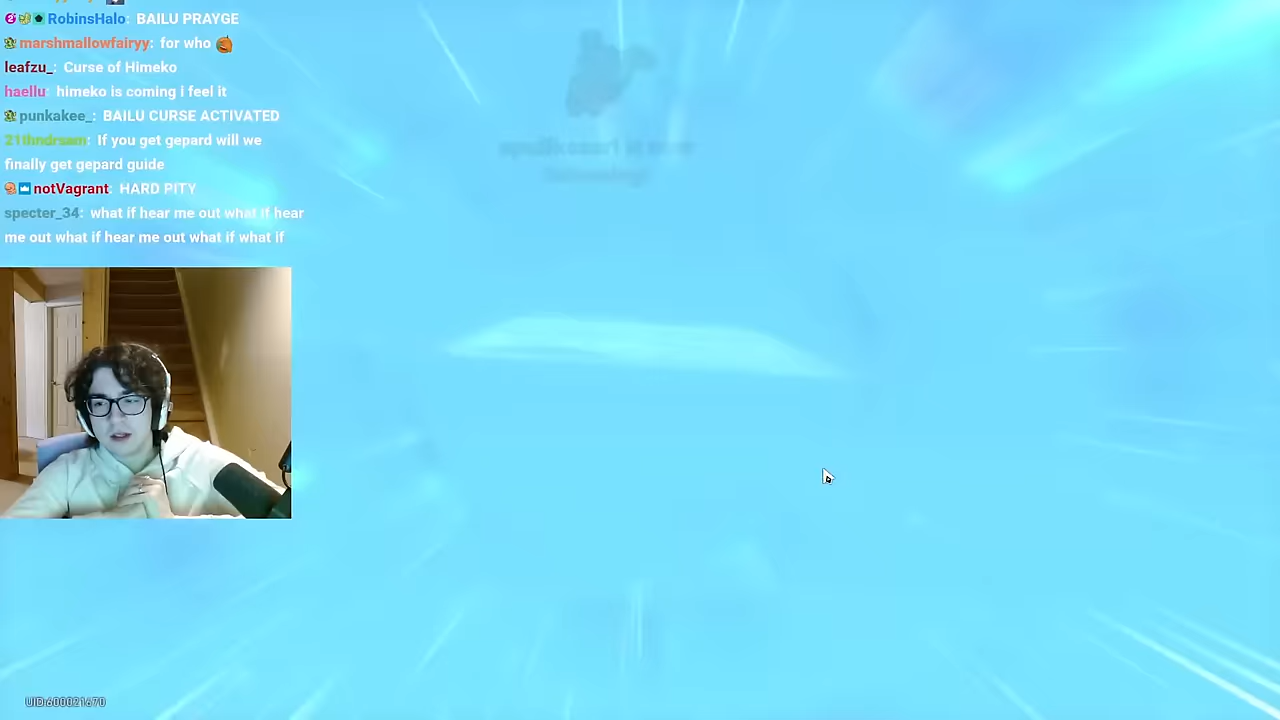 RobinsHalo: BAILU PRAYGE
marshmallowfairyy: for who
leafzu_: Curse of Himeko
haellu: himeko is coming i feel it
punkakee_: BAILU CURSE ACTIVATED
21thndrsam: If you get gepard will we
finally get gepard guide
notVagrant: HARD PITY
specter_34: what if hear me out what if hear
me out what if hear me out what if what if
UID:600021670